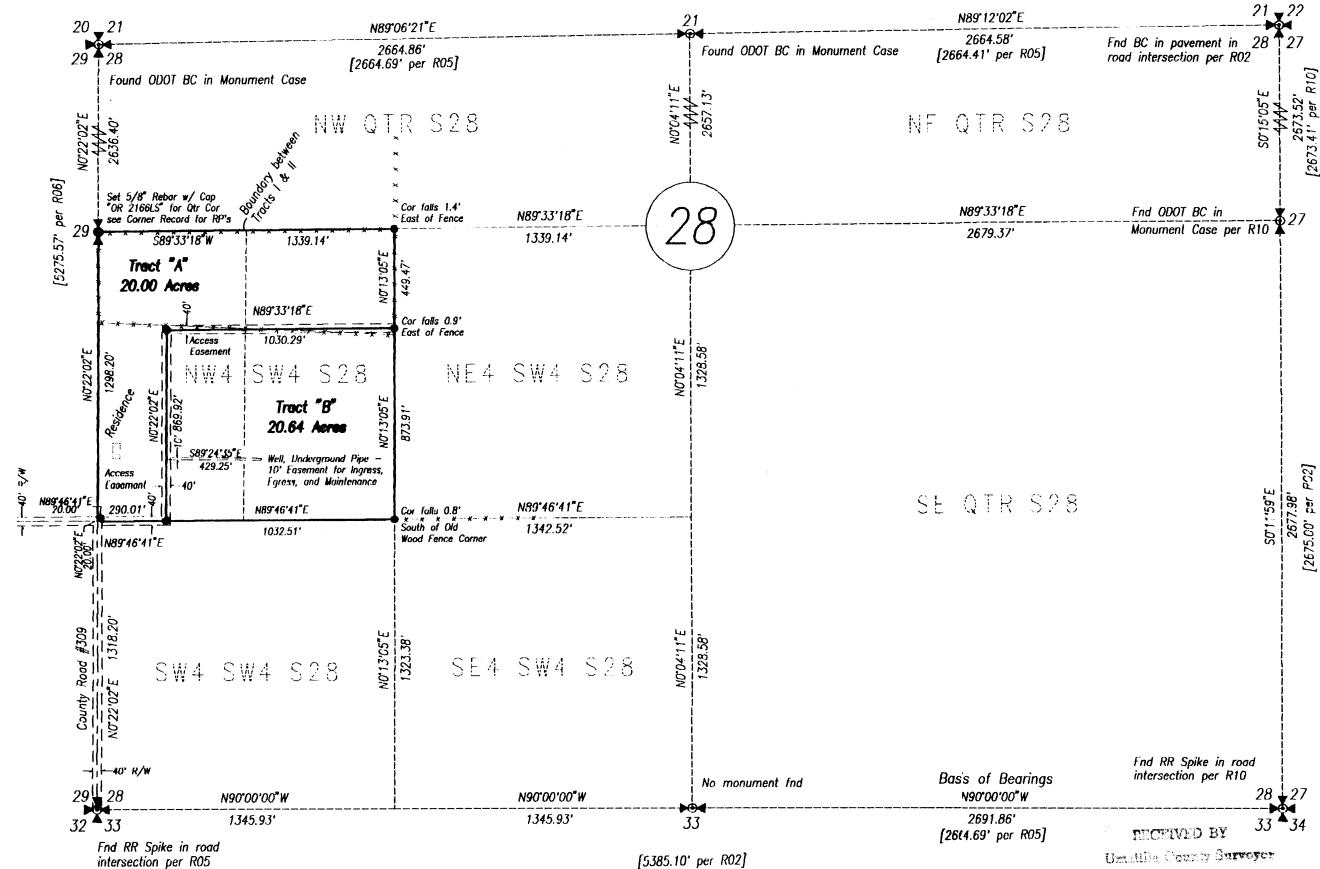 20 21
29 28
N89°06'21"E
2664.86'
[2664.69' per R05]
21
N89°12'02"E
2664.58'
[2664.41' per R05]
21 22
28 27
Found ODOT BC in Monument Case
Found ODOT BC in Monument Case
Fnd BC in pavement in
road intersection per R02
N0°22'02"E
2636.40'
NW QTR S28
N0°04'11"E
2657.13'
S0°15'05"E
2673.52'
[2673.41' per R10]
Boundary between
Tracts I & II
Set 5/8" Rebar w/ Cap
"OR 2166LS" for Qtr Cor
see Corner Record for RP's
Cor falls 1.4'
East of Fence
[5275.57' per R06]
29
S89°33'18"W
1339.14'
N89°33'18"E
1339.14'
28
N89°33'18"E
2679.37'
Fnd ODOT BC in
Monument Case per R10
27
Tract "A"
20.00 Acres
N0°13'05"E
449.47'
40'
N89°33'18"E
1030.29'
Cor falls 0.9'
East of Fence
Access
Easement
N0°22'02"E
1298.20'
NW4 SW4 S28
NE4 SW4 S28
N0°04'11"E
1328.58'
Residence
N0°22'02"E
869.92'
10'
Tract "B"
20.64 Acres
N0°13'05"E
873.91'
S89°24'35"E
429.25'
Well, Underground Pipe –
10' Easement for Ingress,
Egress, and Maintenance
Access
Easement
40'
40'
40' R/W
N89°46'41"E
20.00'
290.01'
N89°46'41"E
N89°46'41"E
1032.51'
Cor falls 0.8'
South of Old
Wood Fence Corner
N89°46'41"E
1342.52'
SE QTR S28
S0°11'59"E
2677.98'
[2675.00' per P02]
N0°22'02"E
20.00'
County Road #309
1318.20'
N0°22'02"E
SW4 SW4 S28
N0°13'05"E
1323.38'
SE4 SW4 S28
N0°04'11"E
1328.58'
40' R/W
29 28
32 33
N90°00'00"W
1345.93'
N90°00'00"W
1345.93'
No monument fnd
33
Basis of Bearings
N90°00'00"W
2691.86'
Fnd RR Spike in road
intersection per R10
28 27
33 34
Fnd RR Spike in road
intersection per R05
[5385.10' per R02]
RECEIVED BY
Umatilla County Surveyor